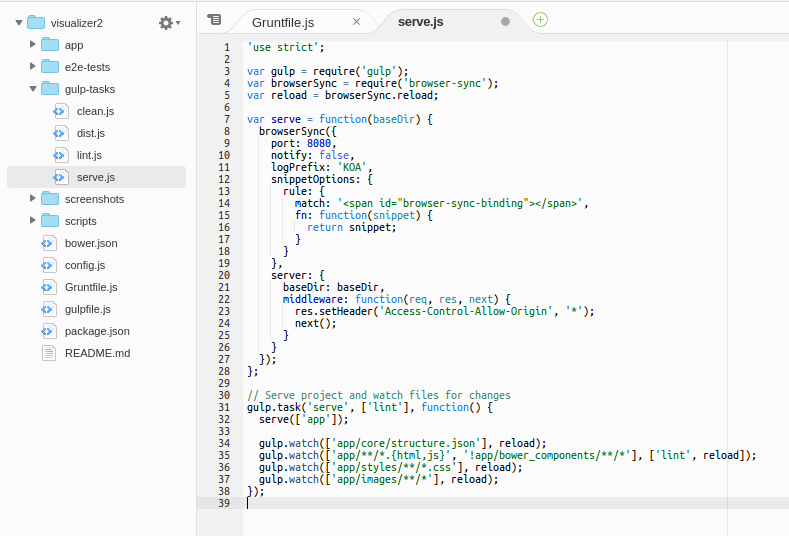 visualizer2
app
e2e-tests
gulp-tasks
clean.js
dist.js
lint.js
serve.js
screenshots
scripts
bower.json
config.js
Gruntfile.js
gulpfile.js
package.json
README.md
Gruntfile.js × serve.js
1 'use strict';
2
3 var gulp = require('gulp');
4 var browserSync = require('browser-sync');
5 var reload = browserSync.reload;
6
7 var serve = function(baseDir) {
8   browserSync({
9     port: 8080,
10     notify: false,
11     logPrefix: 'KOA',
12     snippetOptions: {
13       rule: {
14         match: '<span id="browser-sync-binding"></span>',
15         fn: function(snippet) {
16           return snippet;
17         }
18       }
19     },
20     server: {
21       baseDir: baseDir,
22       middleware: function(req, res, next) {
23         res.setHeader('Access-Control-Allow-Origin', '*');
24         next();
25       }
26     }
27   });
28 };
29
30 // Serve project and watch files for changes
31 gulp.task('serve', ['lint'], function() {
32   serve(['app']);
33
34   gulp.watch(['app/core/structure.json'], reload);
35   gulp.watch(['app/**/*.{html,js}', '!app/bower_components/**/*'], ['lint', reload]);
36   gulp.watch(['app/styles/**/*.css'], reload);
37   gulp.watch(['app/images/**/*'], reload);
38 });
39